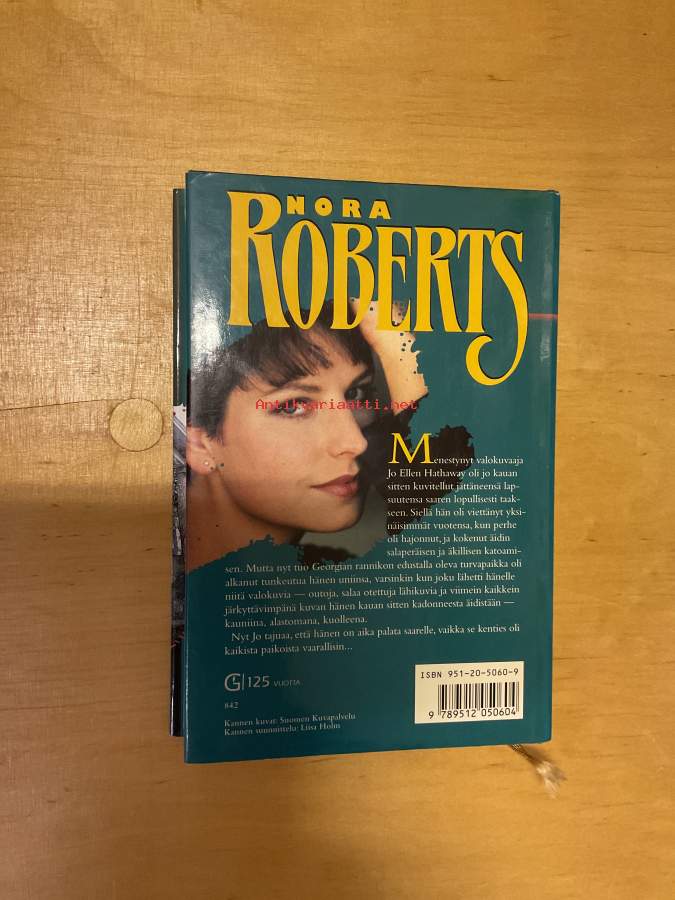 NORA
ROBERTS
Antikvariaatti.net
Menestynyt valokuvaaja
Jo Ellen Hathaway oli jo kauan
sitten kuvitellut jättäneensä lap-
suutensa saaren lopullisesti taak-
seen. Siellä hän oli viettänyt yksi-
näisimmät vuotensa, kun perhe
oli hajonnut, ja kokenut äidin
salaperäisen ja äkillisen katoami-
sen. Mutta nyt tuo Georgian rannikon edustalla oleva turvapaikka oli
alkanut tunkeutua hänen uniinsa, varsinkin kun joku lähetti hänelle
niitä valokuvia — outoja, salaa otettuja lähikuvia ja viimein kaikkein
järkyttävimpänä kuvan hänen kauan sitten kadonneesta äidistään —
kauniina, alastomana, kuolleena.
Nyt Jo tajuaa, että hänen on aika palata saarelle, vaikka se kenties oli
kaikista paikoista vaarallisin...
125 VUOTTA
842
Kannen kuvat: Suomen Kuvapalvelu
Kannen suunnittelu: Liisa Holm
ISBN 951-20-5060-9
9 789512 050604